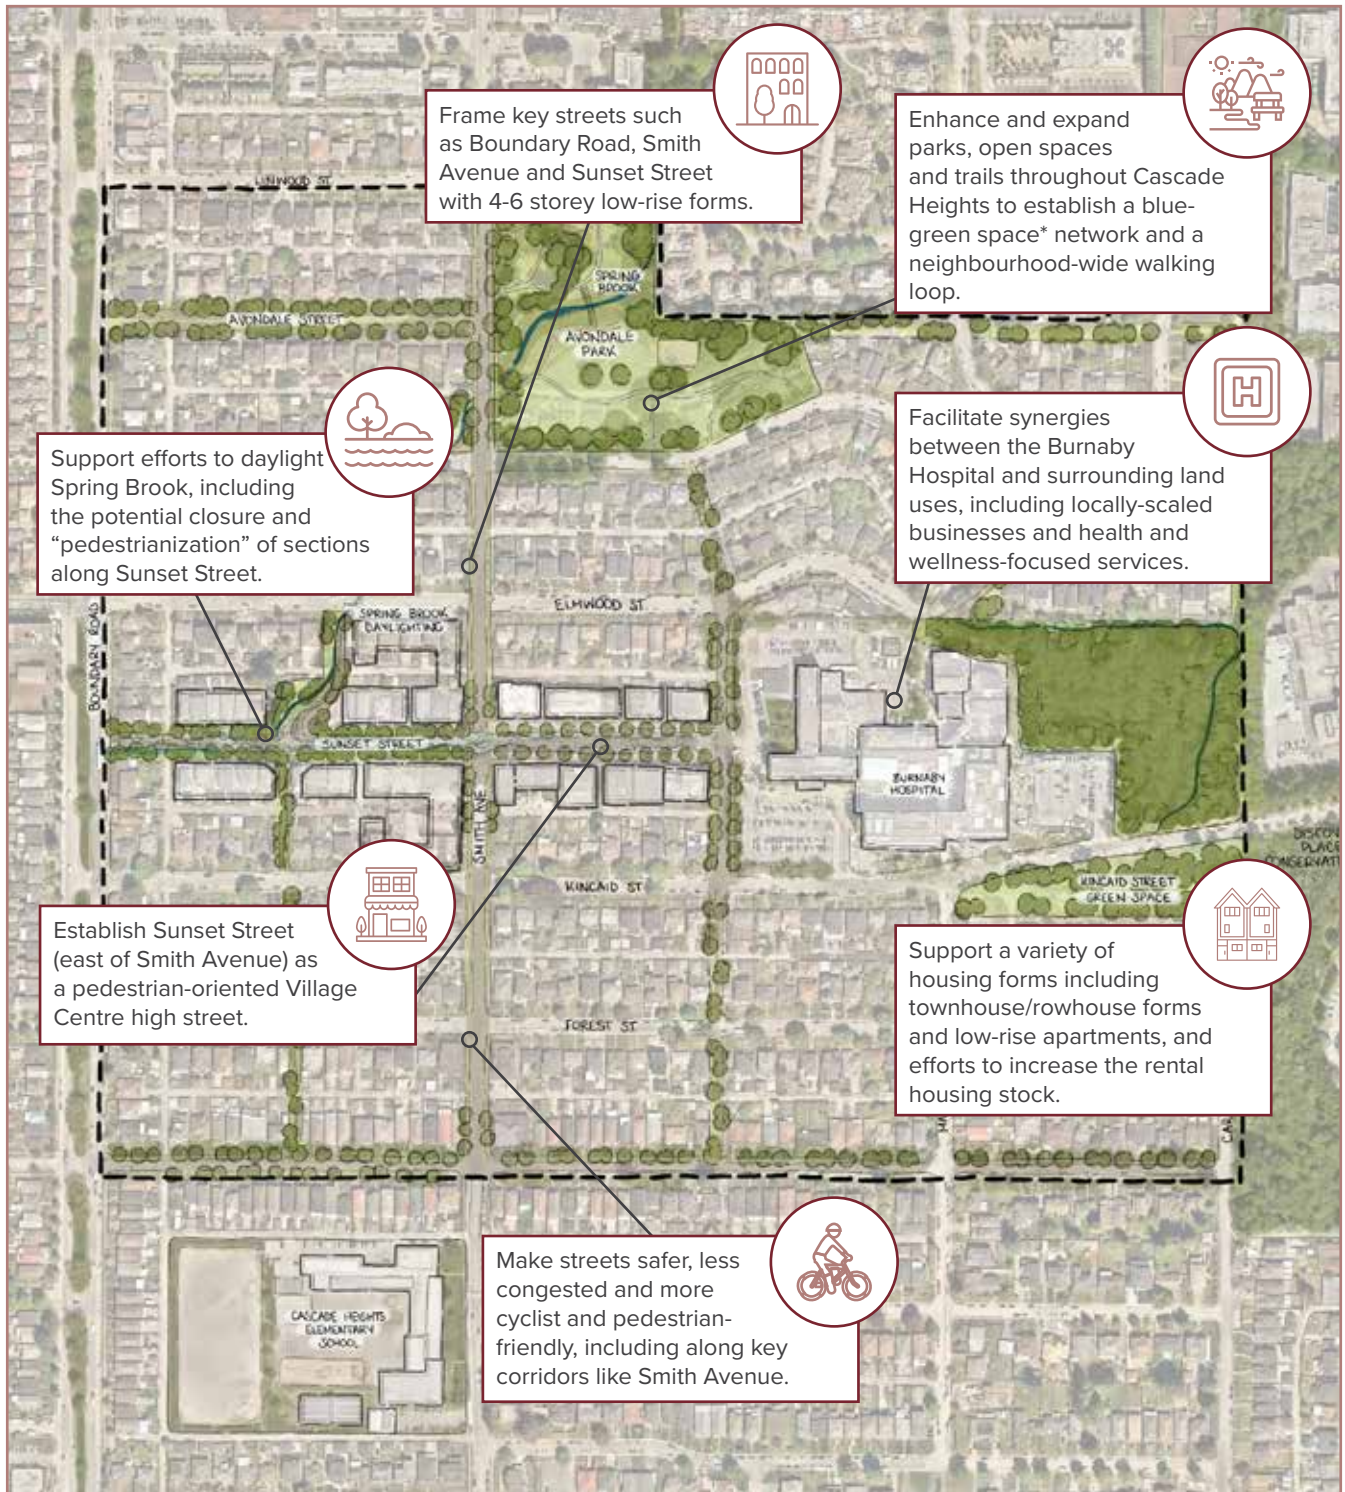 Frame key streets such
as Boundary Road, Smith
Avenue and Sunset Street
with 4-6 storey low-rise forms.
Enhance and expand
parks, open spaces
and trails throughout Cascade
Heights to establish a blue-
green space* network and a
neighbourhood-wide walking
loop.
LINWOOD ST
SPRING
BROOK
AVONDALE STREET
AVONDALE
PARK
Facilitate synergies
between the Burnaby
Hospital and surrounding land
uses, including locally-scaled
businesses and health and
wellness-focused services.
H
Support efforts to daylight
Spring Brook, including
the potential closure and
“pedestrianization” of sections
along Sunset Street.
BOUNDARY ROAD
SPRING BROOK
DAYLIGHTING
ELMWOOD ST
SUNSET STREET
SMITH AVE
BURNABY
HOSPITAL
KINCAID ST
KINCAID STREET
GREEN SPACE
DISCOV
PLACE
CONSERVAT
Establish Sunset Street
(east of Smith Avenue) as
a pedestrian-oriented Village
Centre high street.
Support a variety of
housing forms including
townhouse/rowhouse forms
and low-rise apartments, and
efforts to increase the rental
housing stock.
FOREST ST
CAR
Make streets safer, less
congested and more
cyclist and pedestrian-
friendly, including along key
corridors like Smith Avenue.
CASCADE HEIGHTS
ELEMENTARY
SCHOOL